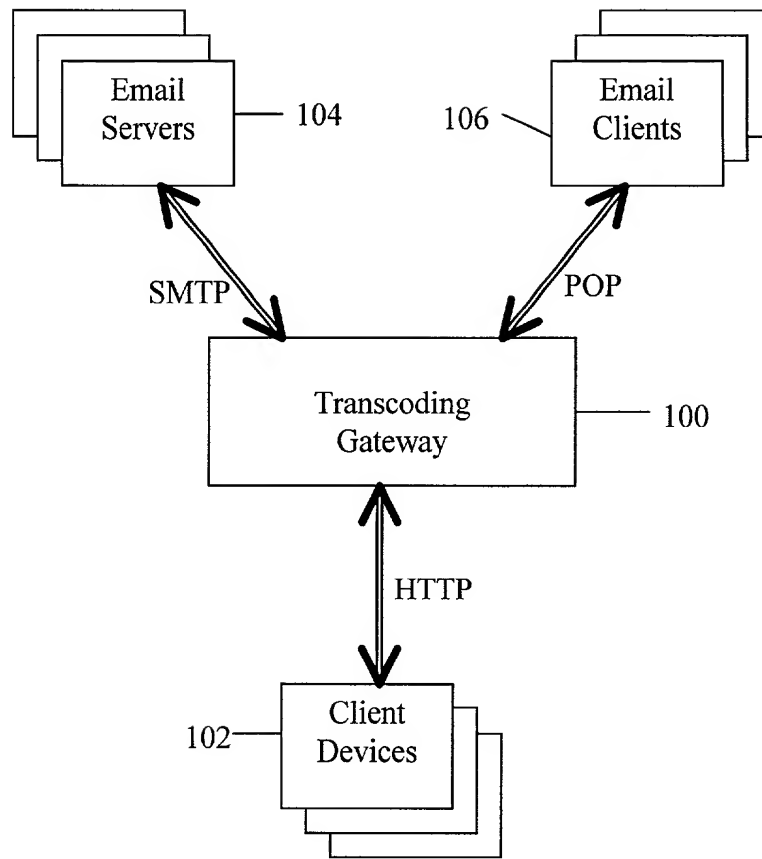 Email
Servers
104
106
Email
Clients
SMTP
POP
Transcoding
Gateway
100
HTTP
102
Client
Devices